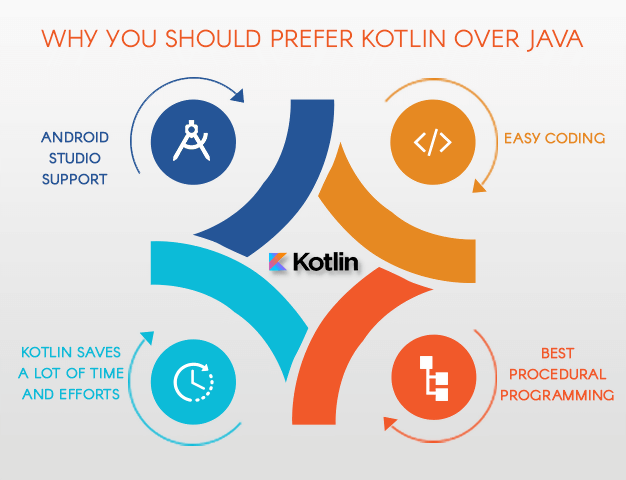 WHY YOU SHOULD PREFER KOTLIN OVER JAVA
ANDROID
STUDIO
SUPPORT
EASY CODING
Kotlin
KOTLIN SAVES
A LOT OF TIME
AND EFFORTS
BEST
PROCEDURAL
PROGRAMMING